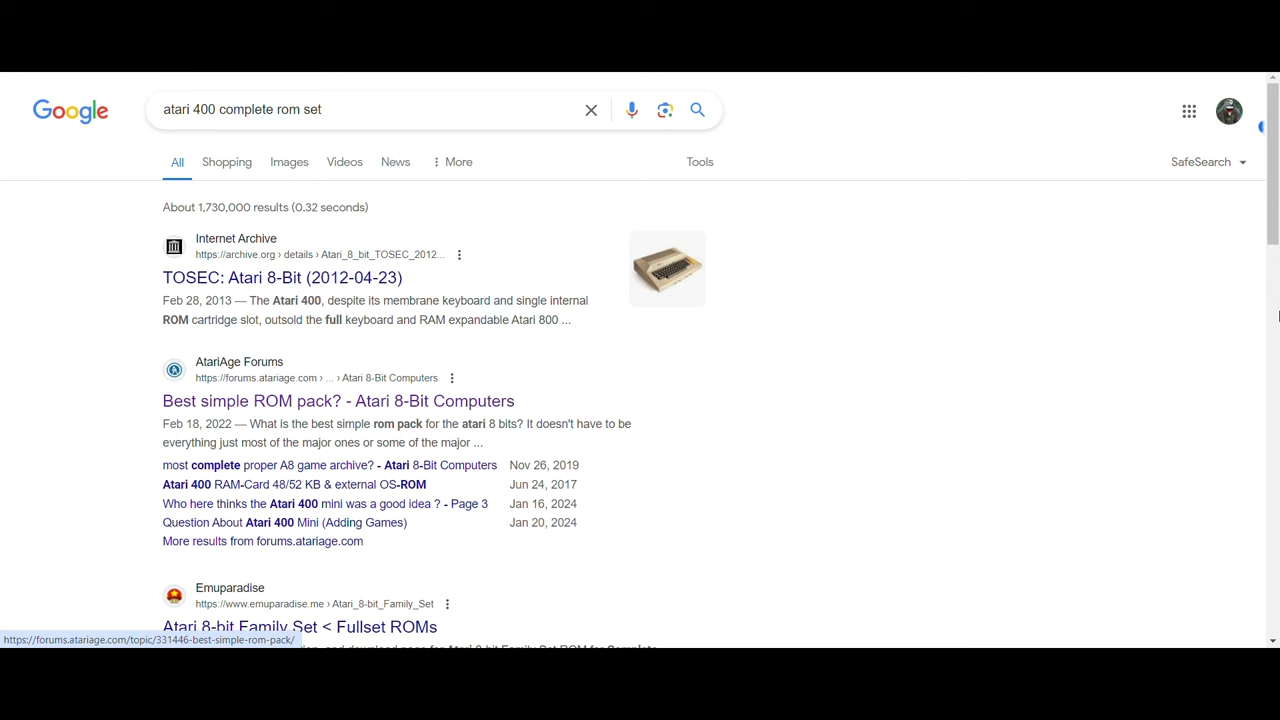 Google
atari 400 complete rom set
All
Shopping
Images
Videos
News
More
Tools
SafeSearch
About 1,730,000 results (0.32 seconds)
Internet Archive
https://archive.org › details › Atari_8_bit_TOSEC_2012...
TOSEC: Atari 8-Bit (2012-04-23)
Feb 28, 2013 — The Atari 400, despite its membrane keyboard and single internal
ROM cartridge slot, outsold the full keyboard and RAM expandable Atari 800 ...
AtariAge Forums
https://forums.atariage.com › ... › Atari 8-Bit Computers
Best simple ROM pack? - Atari 8-Bit Computers
Feb 18, 2022 — What is the best simple rom pack for the atari 8 bits? It doesn't have to be
everything just most of the major ones or some of the major ...
most complete proper A8 game archive? - Atari 8-Bit Computers Nov 26, 2019
Atari 400 RAM-Card 48/52 KB & external OS-ROM Jun 24, 2017
Who here thinks the Atari 400 mini was a good idea ? - Page 3 Jan 16, 2024
Question About Atari 400 Mini (Adding Games) Jan 20, 2024
More results from forums.atariage.com
Emuparadise
https://www.emuparadise.me › Atari_8-bit_Family_Set
Atari 8-bit Family Set < Fullset ROMs
https://forums.atariage.com/topic/331446-best-simple-rom-pack/